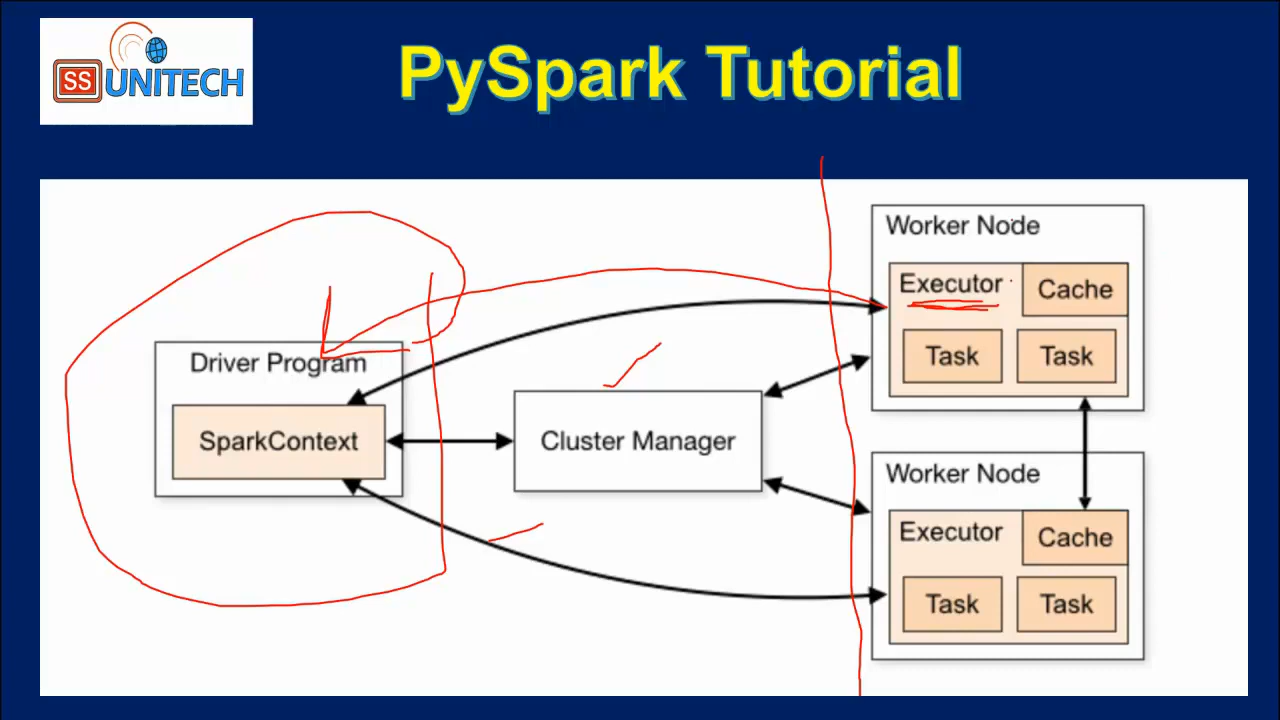 SS UNITECH
PySpark Tutorial
Driver Program
SparkContext
Cluster Manager
Worker Node
Executor
Cache
Task
Task
Worker Node
Executor
Cache
Task
Task